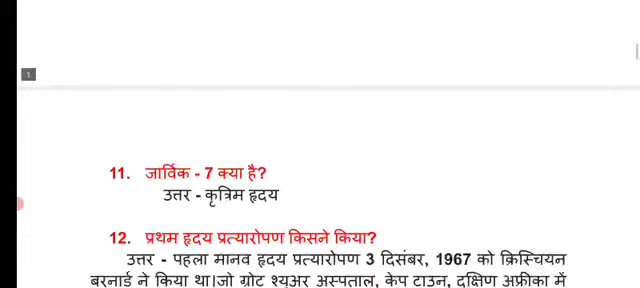 1
11. जार्विक - 7 क्या है?
उत्तर - कृत्रिम हृदय
12. प्रथम हृदय प्रत्यारोपण किसने किया?
उत्तर - पहला मानव हृदय प्रत्यारोपण 3 दिसंबर, 1967 को क्रिस्चियन
बरनार्ड ने किया था।जो ग्रोट श्यूअर अस्पताल, केप टाउन, दक्षिण अफ्रीका में